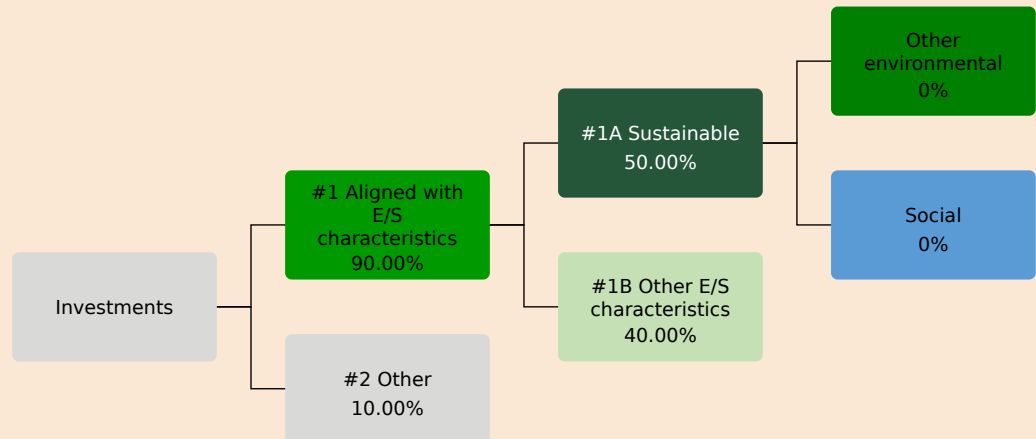 Other
environmental
0%
#1A Sustainable
50.00%
#1 Aligned with
E/S
characteristics
90.00%
Social
0%
Investments
#1B Other E/S
characteristics
40.00%
#2 Other
10.00%